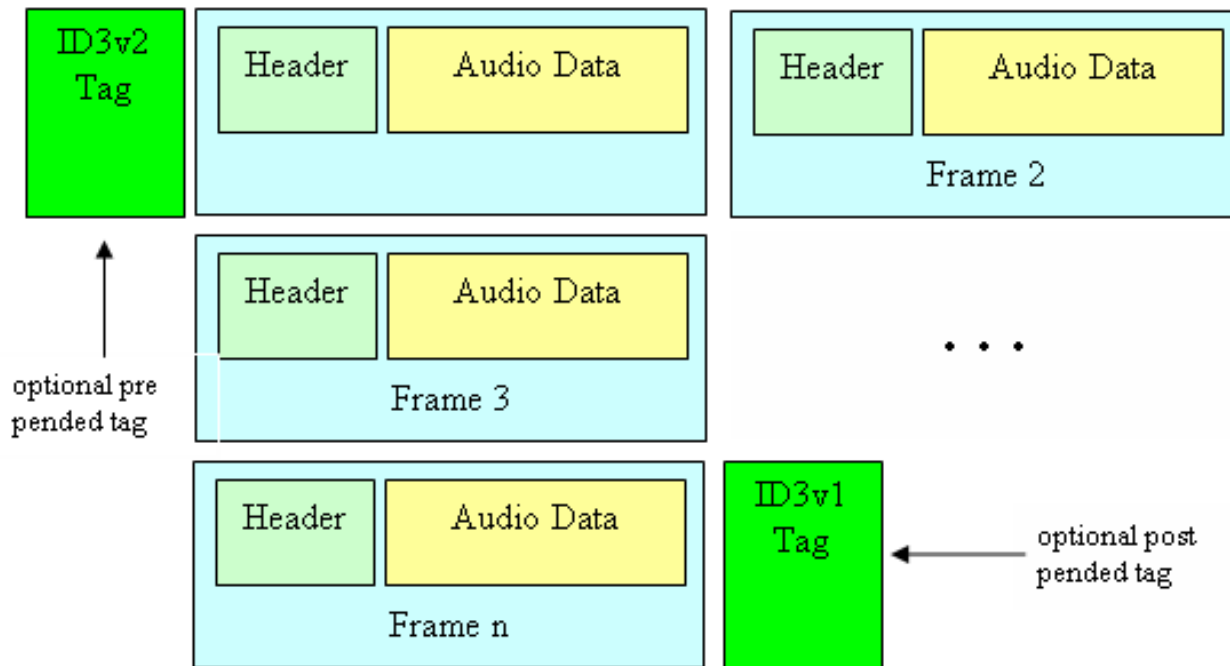 ID3v2
Tag
Header
Audio Data
Header
Audio Data
Frame 2
optional pre
pended tag
Header
Audio Data
Frame 3
. . .
Header
Audio Data
Frame n
ID3v1
Tag
optional post
pended tag